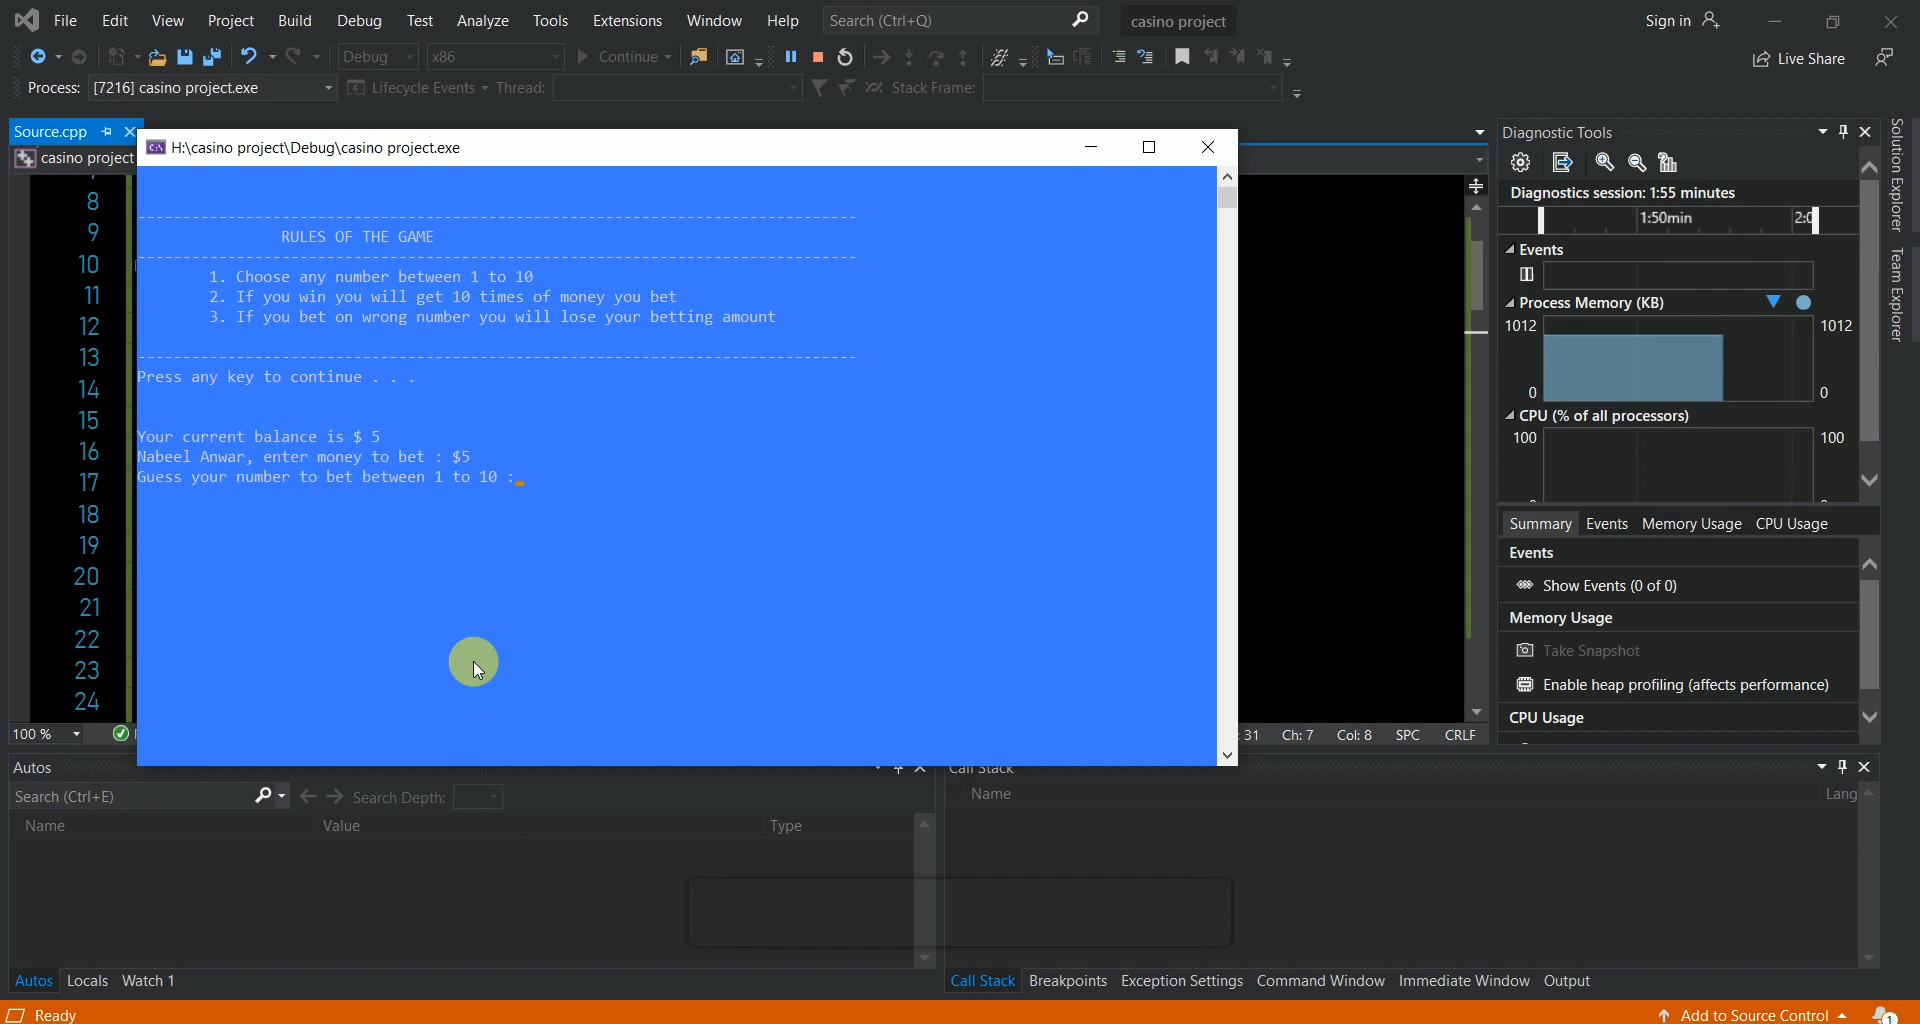 File Edit View Project Build Debug Test Analyze Tools Extensions Window Help Search (Ctrl+Q) casino project Sign in
Debug x86 Continue Live Share
Process: [7216] casino project.exe Lifecycle Events Thread: Stack Frame:
Source.cpp
casino project
H:\casino project\Debug\casino project.exe
8
9
10
11
12
13
14
15
16
17
18
19
20
21
22
23
24
--------------------------------------------------------------------------------
RULES OF THE GAME
--------------------------------------------------------------------------------
1. Choose any number between 1 to 10
2. If you win you will get 10 times of money you bet
3. If you bet on wrong number you will lose your betting amount
--------------------------------------------------------------------------------
Press any key to continue . . .
Your current balance is $ 5
Nabeel Anwar, enter money to bet : $5
Guess your number to bet between 1 to 10 :
100 %
31 Ch: 7 Col: 8 SPC CRLF
Diagnostic Tools
Diagnostics session: 1:55 minutes
1:50min 2:0
Events
Process Memory (KB)
1012 1012
0 0
CPU (% of all processors)
100 100
Summary Events Memory Usage CPU Usage
Events
Show Events (0 of 0)
Memory Usage
Take Snapshot
Enable heap profiling (affects performance)
CPU Usage
Solution Explorer
Team Explorer
Autos
Search (Ctrl+E) Search Depth:
Name Value Type
Autos Locals Watch 1
Call Stack
Name Lang
Call Stack Breakpoints Exception Settings Command Window Immediate Window Output
Ready Add to Source Control 1